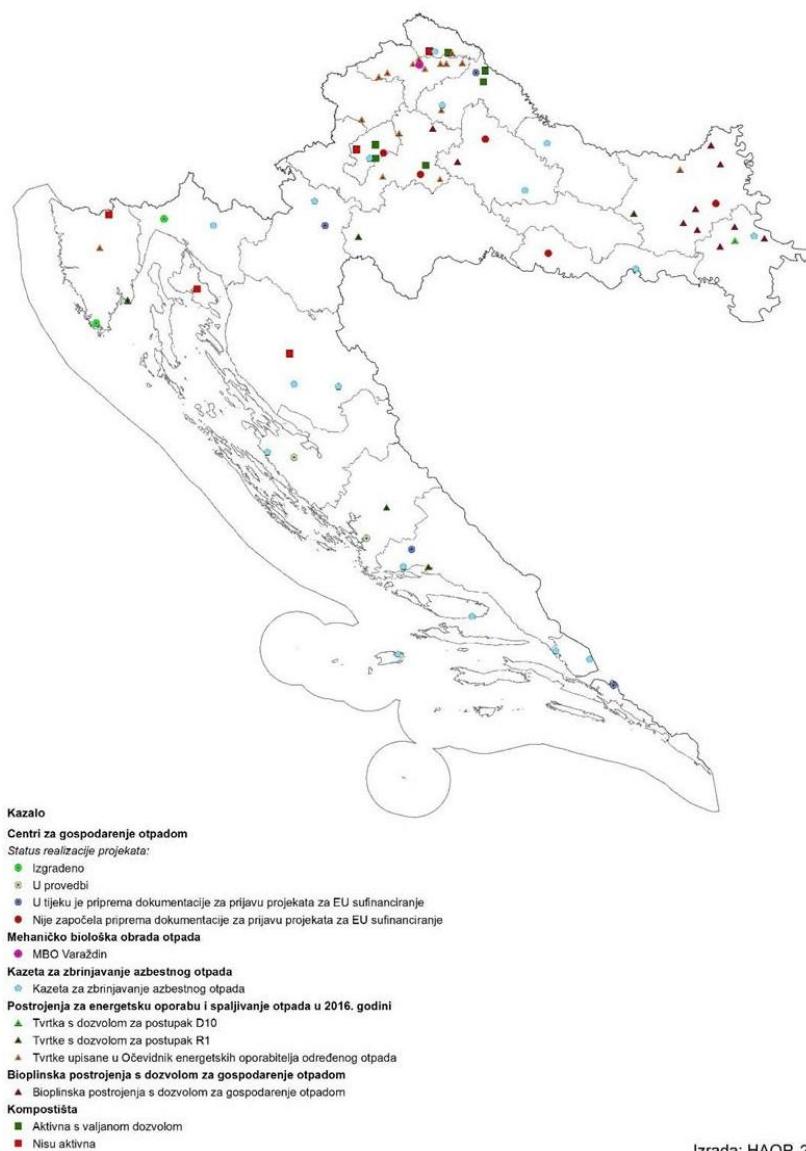 Kazalo
Centri za gospodarenje otpadom
Status realizacije projekata:
Izgrađeno
U provedbi
U tijeku je priprema dokumentacije za prijavu projekata za EU sufinanciranje
Nije započela priprema dokumentacije za prijavu projekata za EU sufinanciranje
Mehaničko biološka obrada otpada
MBO Varaždin
Kazeta za zbrinjavanje azbestnog otpada
Kazeta za zbrinjavanje azbestnog otpada
Postrojenja za energetsku oporabu i spaljivanje otpada u 2016. godini
Tvrtka s dozvolom za postupak D10
Tvrtke s dozvolom za postupak R1
Tvrtke upisane u Očevidnik energetskih oporabitelja određenog otpada
Bioplinska postrojenja s dozvolom za gospodarenje otpadom
Bioplinska postrojenja s dozvolom za gospodarenje otpadom
Kompostišta
Aktivna s valjanom dozvolom
Nisu aktivna
Izrada: HAOP, 2